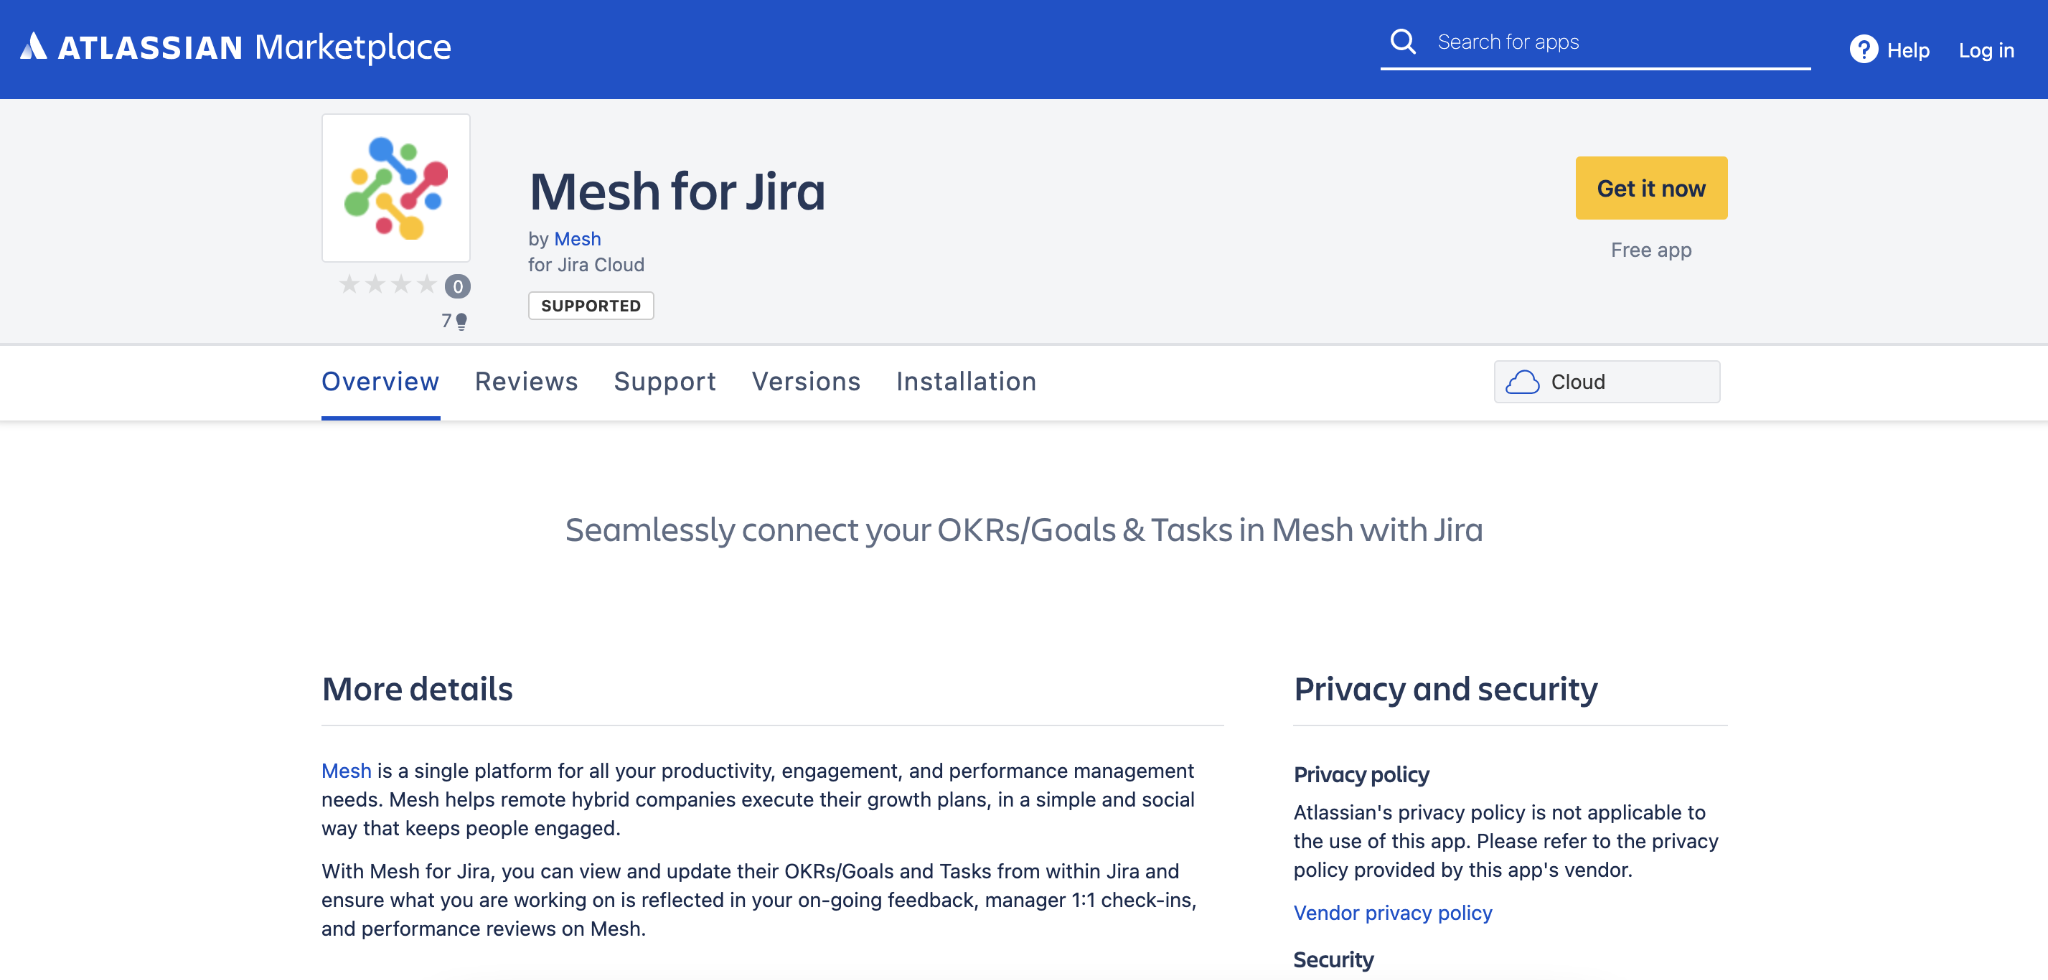 ATLASSIAN Marketplace
Search for apps
? Help
Log in
Mesh for Jira
by Mesh
for Jira Cloud
SUPPORTED
0
7
Get it now
Free app
Overview
Reviews
Support
Versions
Installation
Cloud
Seamlessly connect your OKRs/Goals & Tasks in Mesh with Jira
More details
Mesh is a single platform for all your productivity, engagement, and performance management
needs. Mesh helps remote hybrid companies execute their growth plans, in a simple and social
way that keeps people engaged.
With Mesh for Jira, you can view and update their OKRs/Goals and Tasks from within Jira and
ensure what you are working on is reflected in your on-going feedback, manager 1:1 check-ins,
and performance reviews on Mesh.
Privacy and security
Privacy policy
Atlassian's privacy policy is not applicable to
the use of this app. Please refer to the privacy
policy provided by this app's vendor.
Vendor privacy policy
Security